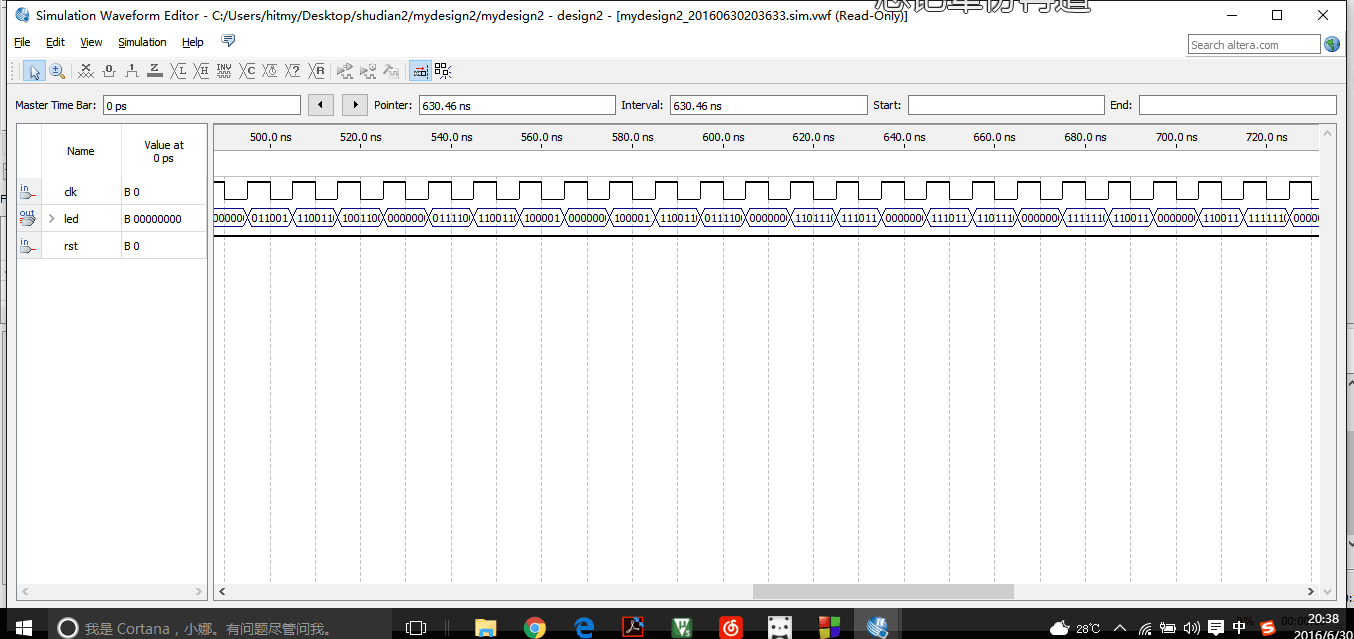 Simulation Waveform Editor - C:/Users/hitmy/Desktop/shudian2/mydesign2/mydesign2 - design2 - [mydesign2_20160630203633.sim.vwf (Read-Only)]
File Edit View Simulation Help
Search altera.com
Master Time Bar: 0 ps Pointer: 630.46 ns Interval: 630.46 ns Start: End:
Name Value at 0 ps 500.0 ns 520.0 ns 540.0 ns 560.0 ns 580.0 ns 600.0 ns 620.0 ns 640.0 ns 660.0 ns 680.0 ns 700.0 ns 720.0 ns
in clk B 0
out led B 00000000 000000 011001 110011 1001100 000000 011110 110011 100001 000000 100001 110011 011110 000000 110111 111011 000000 111011 110111 000000 111111 110011 000000 110011 111111 0000
in rst B 0
我是 Cortana，小娜。有问题尽管问我。
28℃
中
20:38
2016/6/30